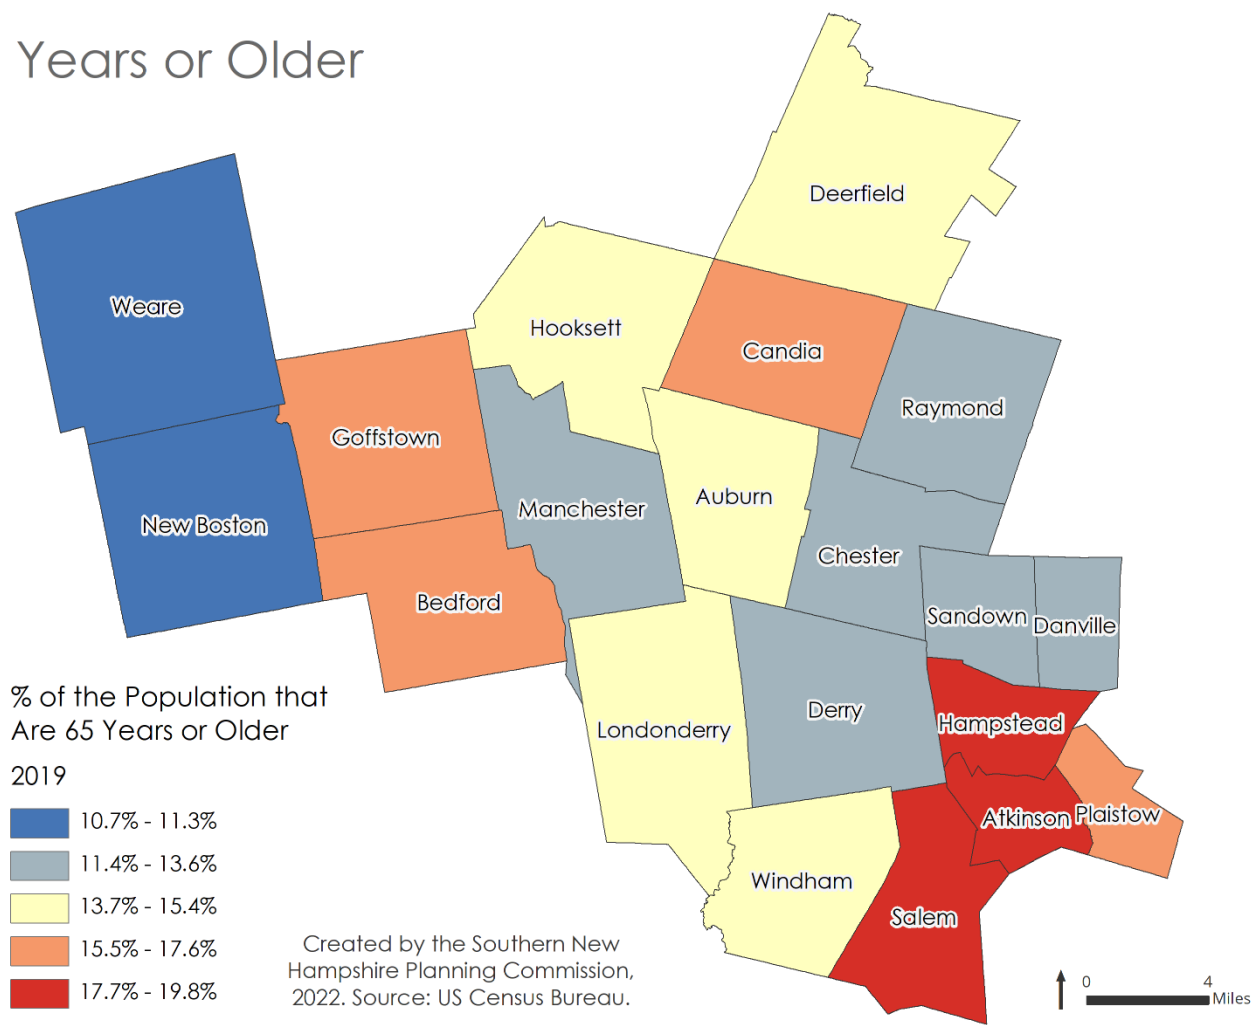 Years or Older
Deerfield
Weare
Hooksett
Candia
Raymond
Goffstown
Auburn
Manchester
New Boston
Chester
Bedford
Sandown
Danville
Derry
Hampstead
Londonderry
Atkinson
Plaistow
Windham
Salem
% of the Population that
Are 65 Years or Older
2019
10.7% - 11.3%
11.4% - 13.6%
13.7% - 15.4%
15.5% - 17.6%
17.7% - 19.8%
Created by the Southern New
Hampshire Planning Commission,
2022. Source: US Census Bureau.
0 4
Miles